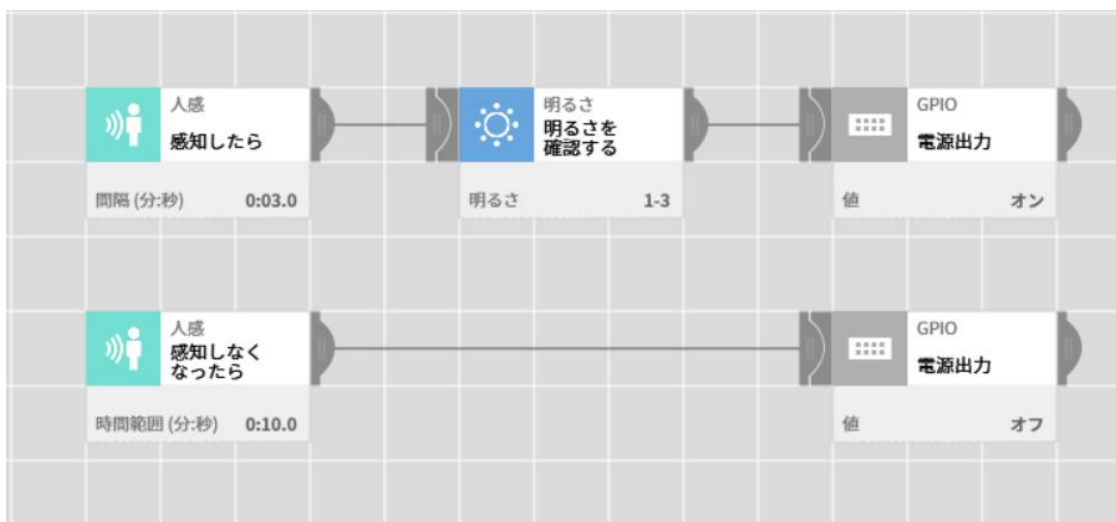 人感
感知したら
間隔 (分:秒) 0:03.0
明るさ
明るさを
確認する
明るさ 1-3
GPIO
電源出力
値 オン
人感
感知しなく
なったら
時間範囲 (分:秒) 0:10.0
GPIO
電源出力
値 オフ